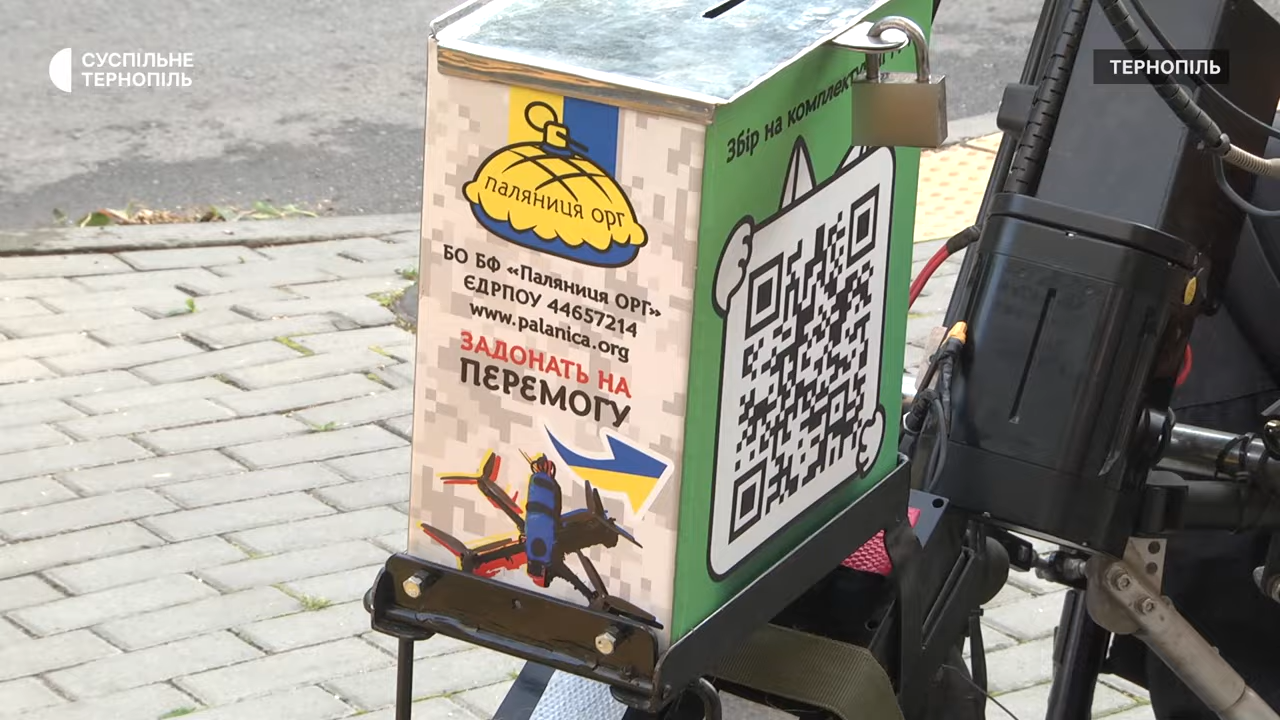 СУСПІЛЬНЕ
ТЕРНОПІЛЬ
ТЕРНОПІЛЬ
паляниця орг
БО БФ «Паляниця ОРГ»
ЄДРПОУ 44657214
www.palanica.org
ЗАДОНАТЬ НА
ПЕРЕМОГУ
Збір на